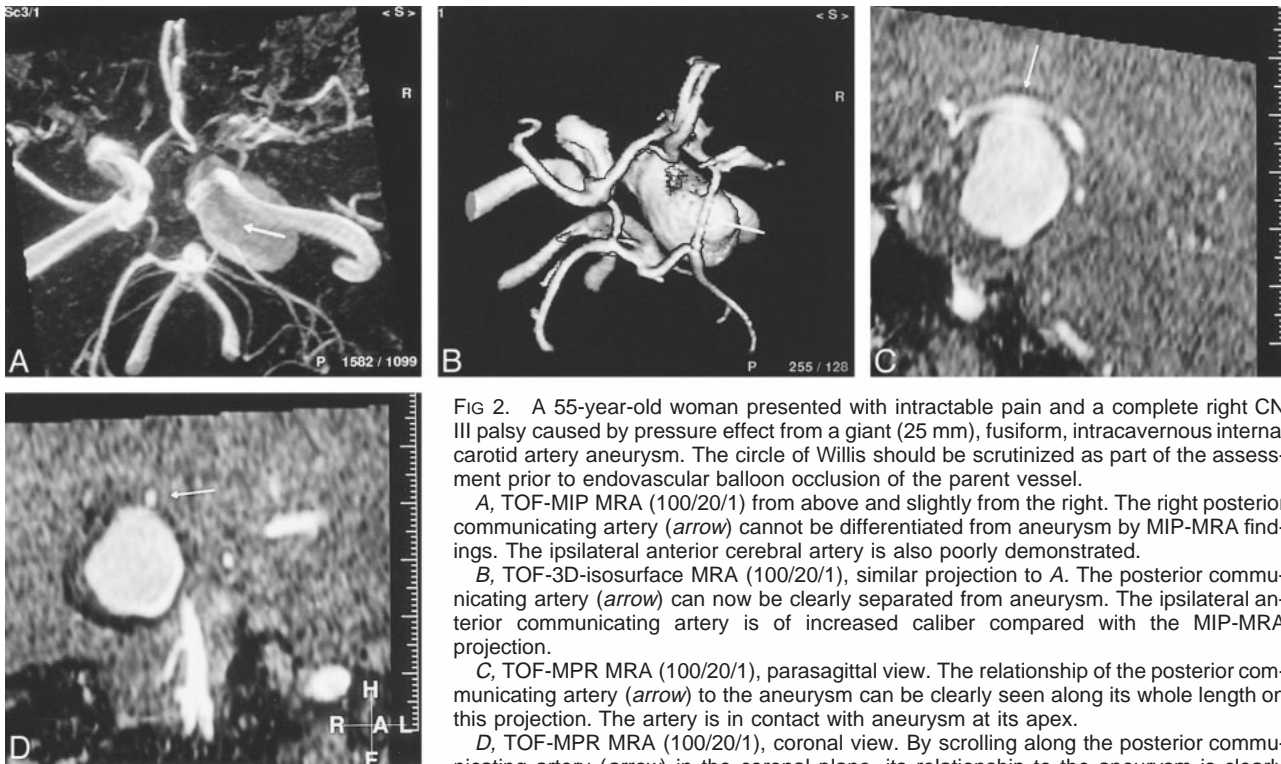 Sc3/1
< S >
R
A
P 1582 / 1099
1
< S >
R
B
P 255 / 128
C
D
H
R A L
FIG 2. A 55-year-old woman presented with intractable pain and a complete right CN
III palsy caused by pressure effect from a giant (25 mm), fusiform, intracavernous interna
carotid artery aneurysm. The circle of Willis should be scrutinized as part of the assess-
ment prior to endovascular balloon occlusion of the parent vessel.
A, TOF-MIP MRA (100/20/1) from above and slightly from the right. The right posterior
communicating artery (arrow) cannot be differentiated from aneurysm by MIP-MRA find-
ings. The ipsilateral anterior cerebral artery is also poorly demonstrated.
B, TOF-3D-isosurface MRA (100/20/1), similar projection to A. The posterior commu-
nicating artery (arrow) can now be clearly separated from aneurysm. The ipsilateral an-
terior communicating artery is of increased caliber compared with the MIP-MRA
projection.
C, TOF-MPR MRA (100/20/1), parasagittal view. The relationship of the posterior com-
municating artery (arrow) to the aneurysm can be clearly seen along its whole length on
this projection. The artery is in contact with aneurysm at its apex.
D, TOF-MPR MRA (100/20/1), coronal view. By scrolling along the posterior commu-
nicating artery (arrow) in the coronal plane, its relationship to the aneurysm is clearl